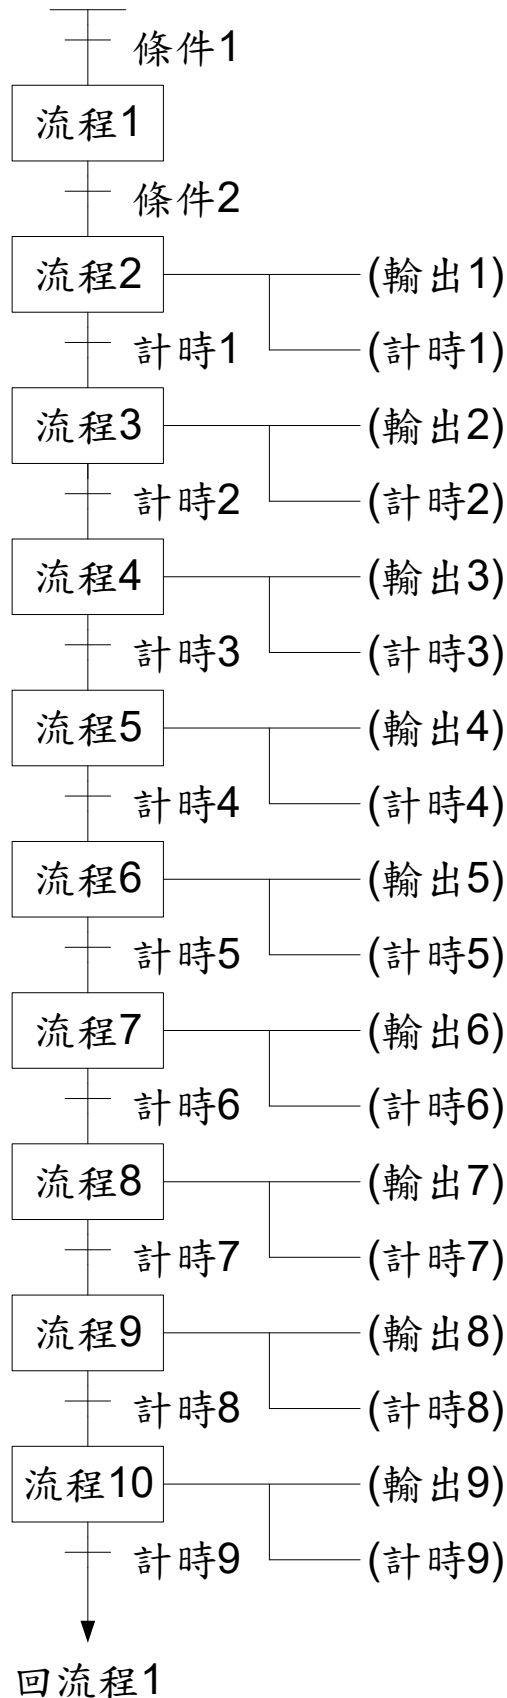 條件1
流程1
條件2
流程2 (輸出1)
計時1 (計時1)
流程3 (輸出2)
計時2 (計時2)
流程4 (輸出3)
計時3 (計時3)
流程5 (輸出4)
計時4 (計時4)
流程6 (輸出5)
計時5 (計時5)
流程7 (輸出6)
計時6 (計時6)
流程8 (輸出7)
計時7 (計時7)
流程9 (輸出8)
計時8 (計時8)
流程10 (輸出9)
計時9 (計時9)
回流程1